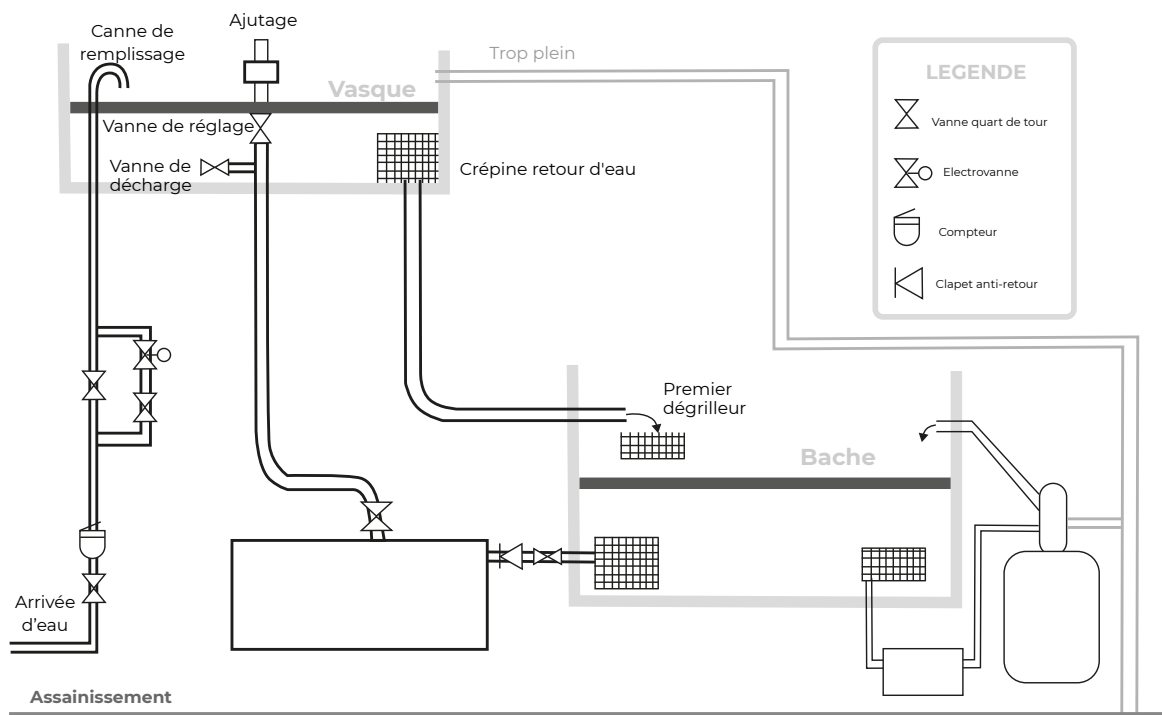 Canne de
remplissage
Ajutage
Trop plein
Vasque
Vanne de réglage
Vanne de
décharge
Crépine retour d'eau
LEGENDE
Vanne quart de tour
Electrovanne
Compteur
Clapet anti-retour
Premier
dégrilleur
Bache
Arrivée
d'eau
Assainissement